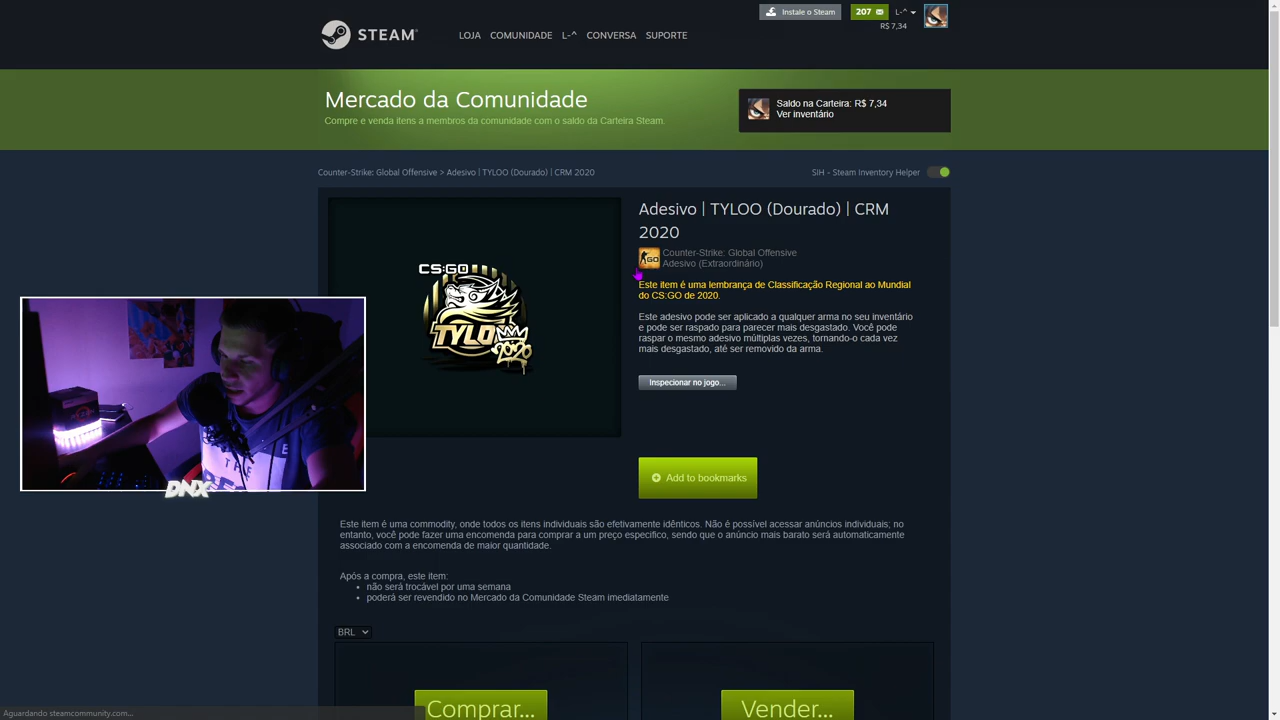 Instale o Steam
207
L-^
R$ 7,34
STEAM
LOJA COMUNIDADE L-^ CONVERSA SUPORTE
Mercado da Comunidade
Compre e venda itens a membros da comunidade com o saldo da Carteira Steam.
Saldo na Carteira: R$ 7,34
Ver inventário
Counter-Strike: Global Offensive > Adesivo | TYLOO (Dourado) | CRM 2020
SIH - Steam Inventory Helper
Adesivo | TYLOO (Dourado) | CRM
2020
GO
Counter-Strike: Global Offensive
Adesivo (Extraordinário)
CS:GO
TYLO
2020
Este item é uma lembrança de Classificação Regional ao Mundial
do CS:GO de 2020.
Este adesivo pode ser aplicado a qualquer arma no seu inventário
e pode ser raspado para parecer mais desgastado. Você pode
raspar o mesmo adesivo múltiplas vezes, tornando-o cada vez
mais desgastado, até ser removido da arma.
Inspecionar no jogo...
Add to bookmarks
DNX
Este item é uma commodity, onde todos os itens individuais são efetivamente idênticos. Não é possível acessar anúncios individuais; no
entanto, você pode fazer uma encomenda para comprar a um preço específico, sendo que o anúncio mais barato será automaticamente
associado com a encomenda de maior quantidade.
Após a compra, este item:
não será trocável por uma semana
poderá ser revendido no Mercado da Comunidade Steam imediatamente
BRL
Comprar...
Vender...
Aguardando steamcommunity.com...